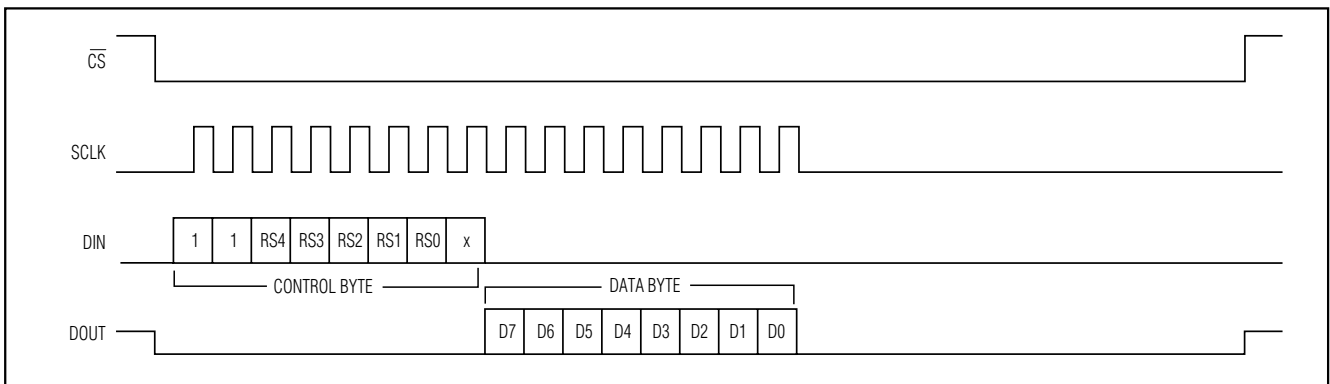 C̅S̅
SCLK
DIN
1 1 RS4 RS3 RS2 RS1 RS0 x
CONTROL BYTE
DATA BYTE
DOUT
D7 D6 D5 D4 D3 D2 D1 D0